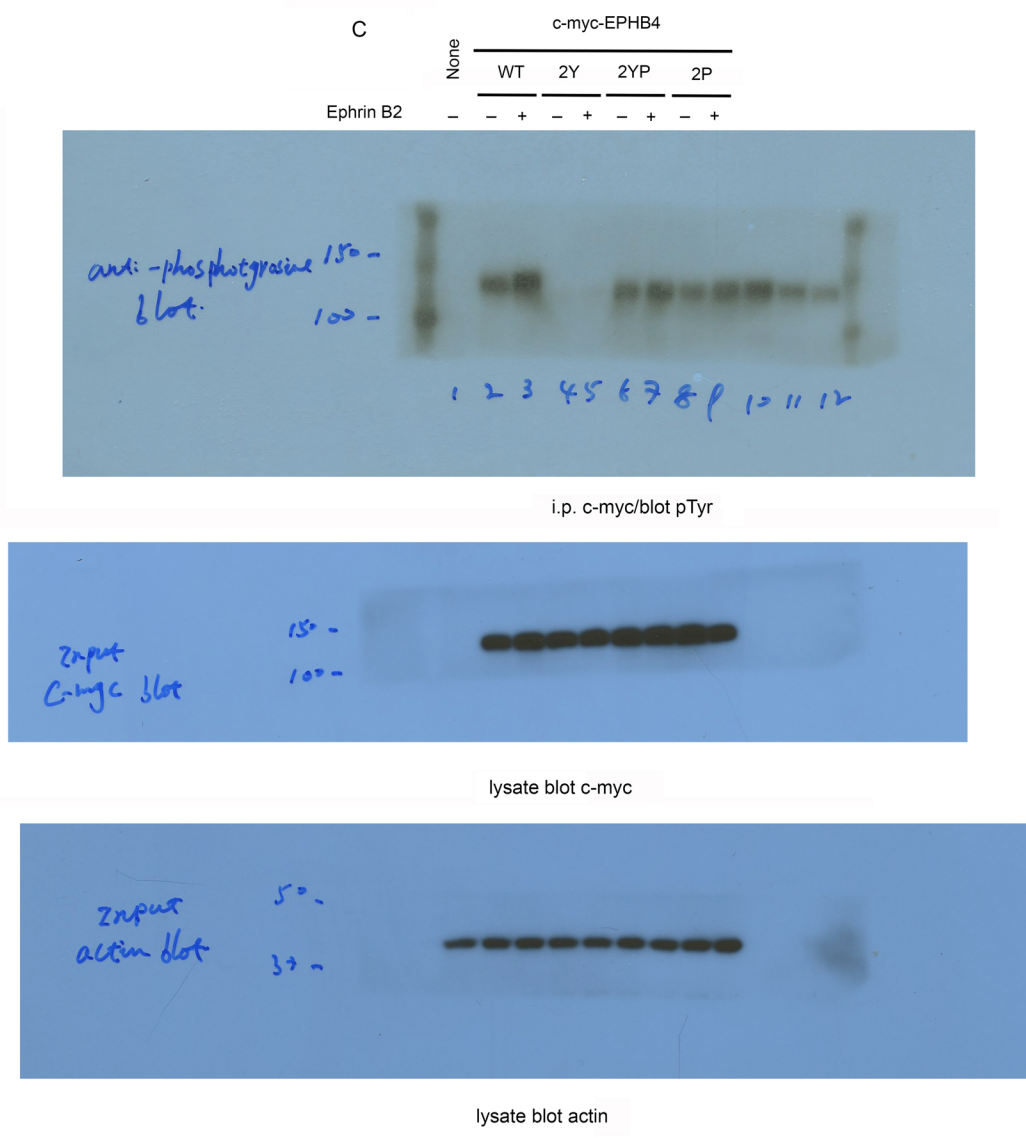 C
c-myc-EPHB4
None
WT 2Y 2YP 2P
Ephrin B2 – – + – + – + – +
anti-phosphotyrosine
blot.
150 -
100 -
1 2 3 4 5 6 7 8 9 10 11 12
i.p. c-myc/blot pTyr
Input
C-myc blot
150 -
100 -
lysate blot c-myc
Input
actin blot
50 -
37 -
lysate blot actin